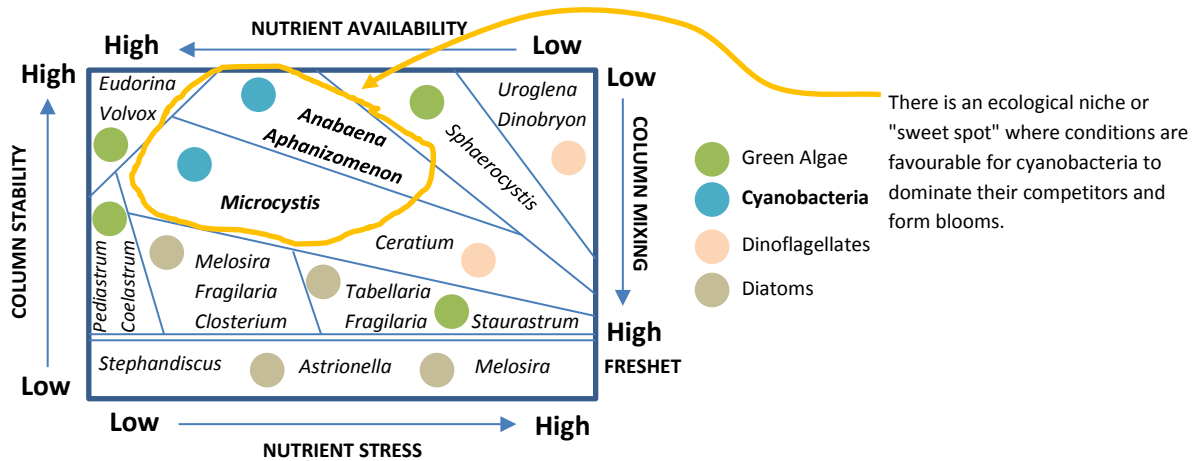 NUTRIENT AVAILABILITY
High
Low
High
Low
Eudorina
Volvox
Anabaena
Aphanizomenon
Microcystis
Sphaerocystis
Uroglena
Dinobryon
COLUMN STABILITY
COLUMN MIXING
Pediastrum
Coelastrum
Melosira
Fragilaria
Closterium
Ceratium
Tabellaria
Fragilaria
Staurastrum
High
FRESHET
Stephandiscus
Astrionella
Melosira
Low
Low
High
NUTRIENT STRESS
Green Algae
Cyanobacteria
Dinoflagellates
Diatoms
There is an ecological niche or
"sweet spot" where conditions are
favourable for cyanobacteria to
dominate their competitors and
form blooms.